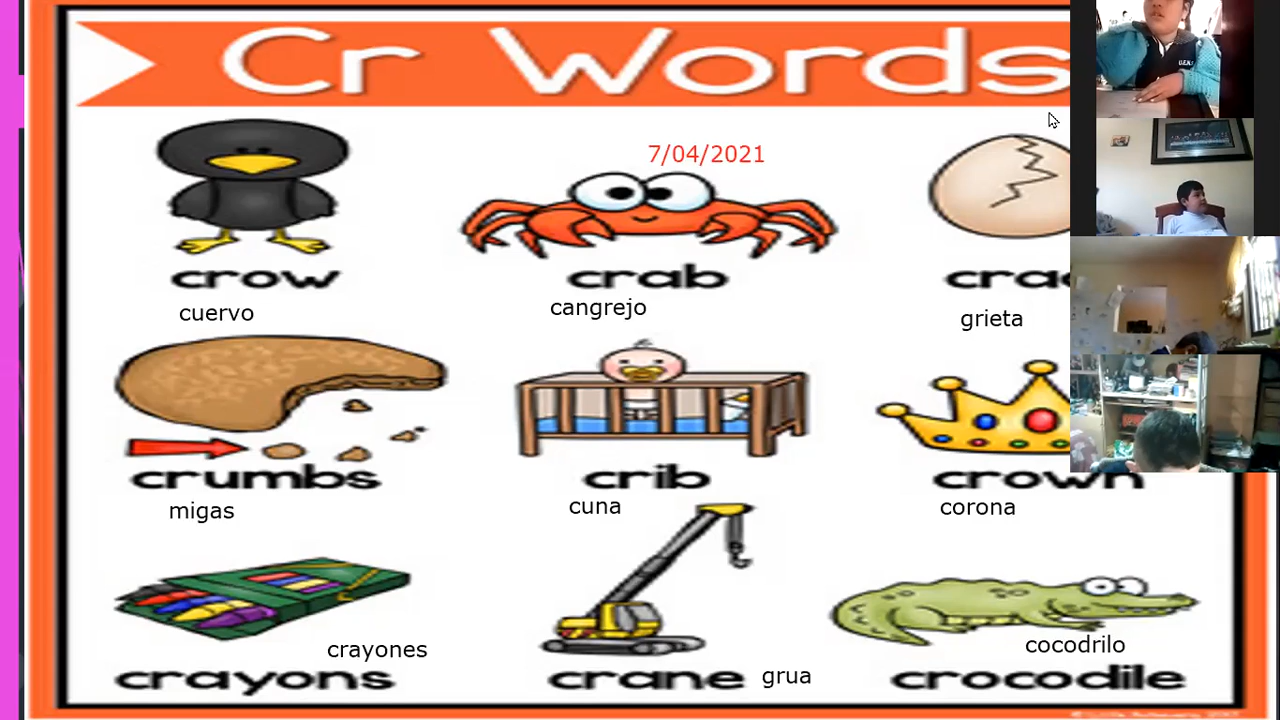 Cr Words
7/04/2021
crow
crab
cuervo
cangrejo
grieta
crumbs
crib
crown
migas
cuna
corona
crayones
cocodrilo
crayons
crane
grua
crocodile